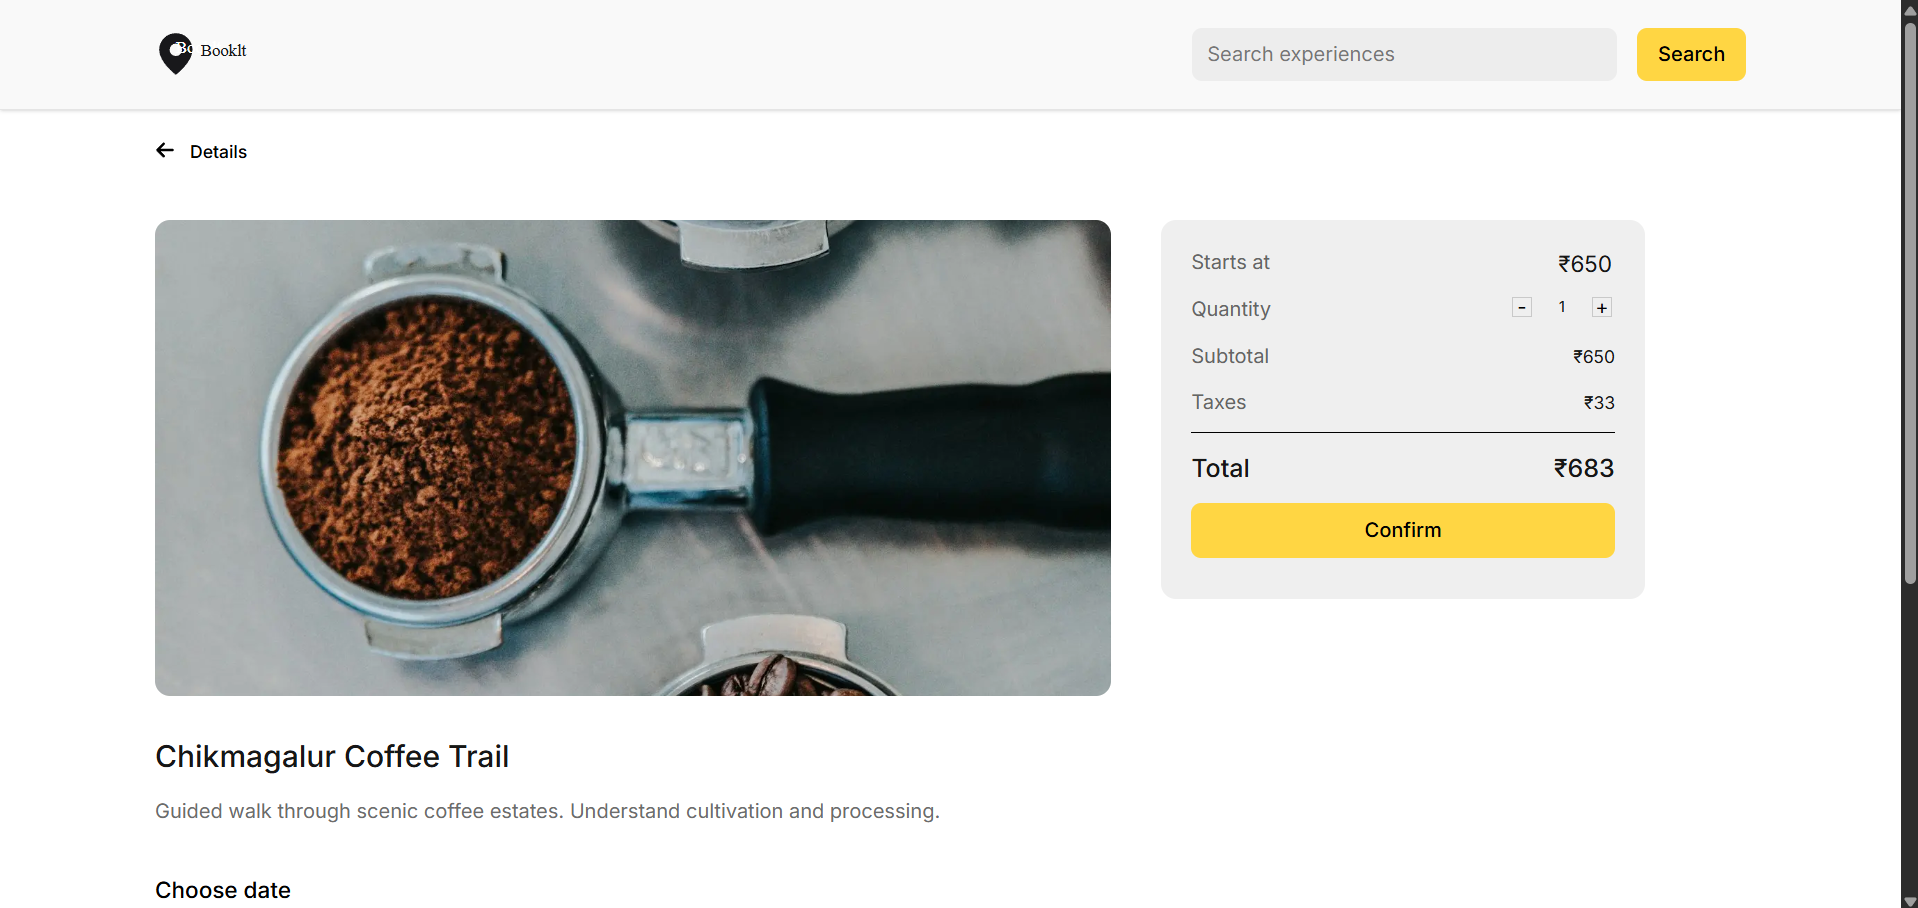 Bo BookIt
Search experiences
Search
Details
Starts at ₹650
Quantity - 1 +
Subtotal ₹650
Taxes ₹33
Total ₹683
Confirm
Chikmagalur Coffee Trail
Guided walk through scenic coffee estates. Understand cultivation and processing.
Choose date